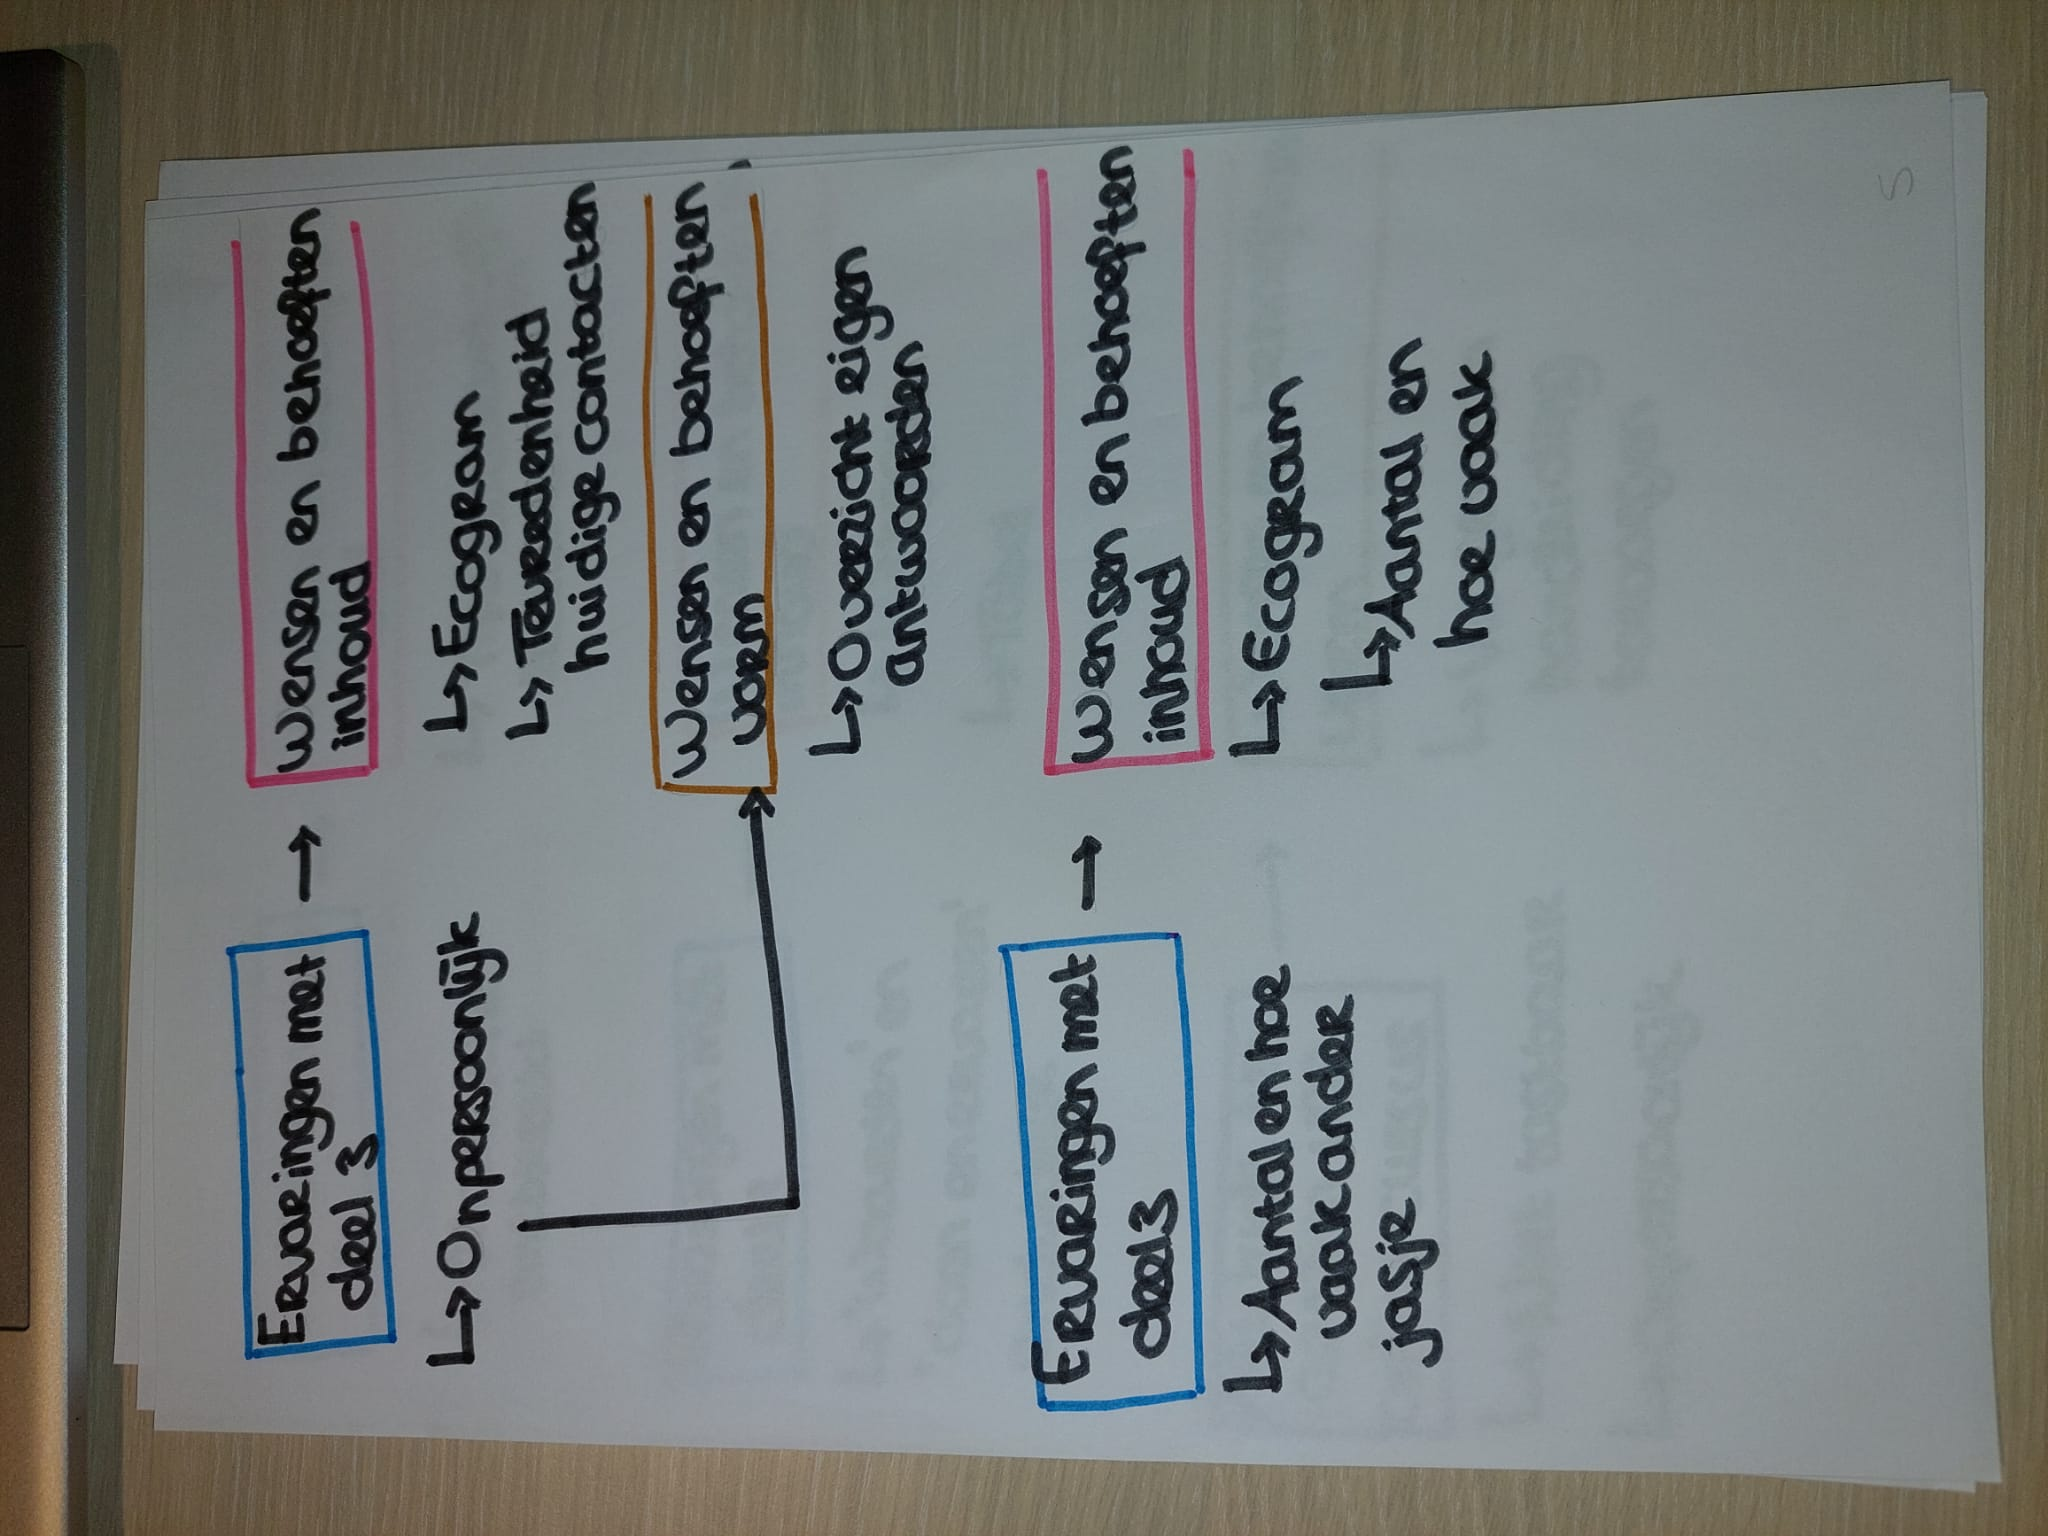 Ervaringen met
deel 3
→
Wensen en behoeften
inhoud
↳ Onpersoonlijk
↳ Ecogram
↳ Tevredenheid
huidige contacten
Wensen en behoeften
vorm
↳ Overzicht eigen
antwoorden
Ervaringen met
deel 3
→
Wensen en behoeften
inhoud
↳ Aantal en hoe
vaak ander
jasje
↳ Ecogram
↳ Aantal en
hoe vaak
5